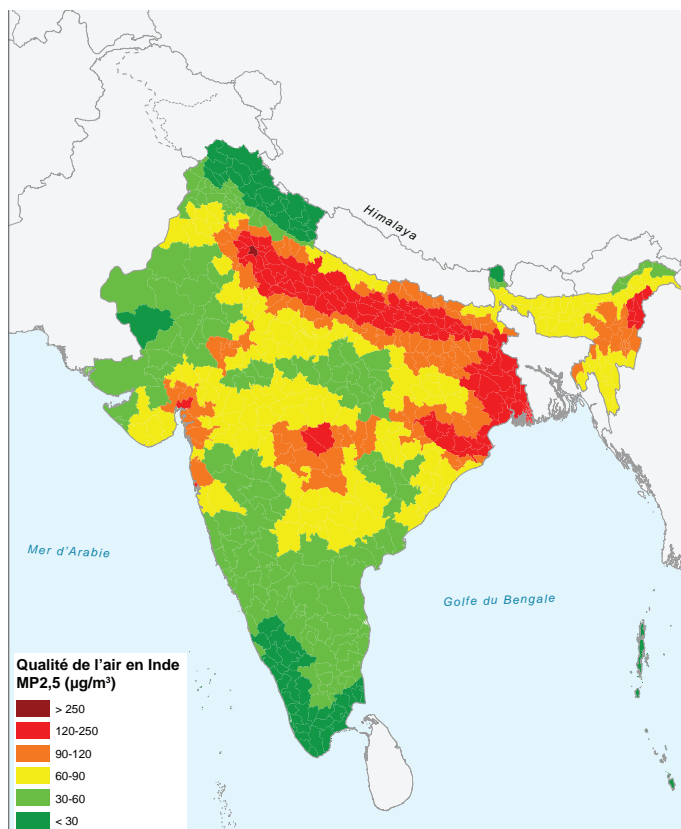 Himalaya
Mer d'Arabie
Golfe du Bengale
Qualité de l'air en Inde
MP2,5 (µg/m³)
> 250
120-250
90-120
60-90
30-60
< 30